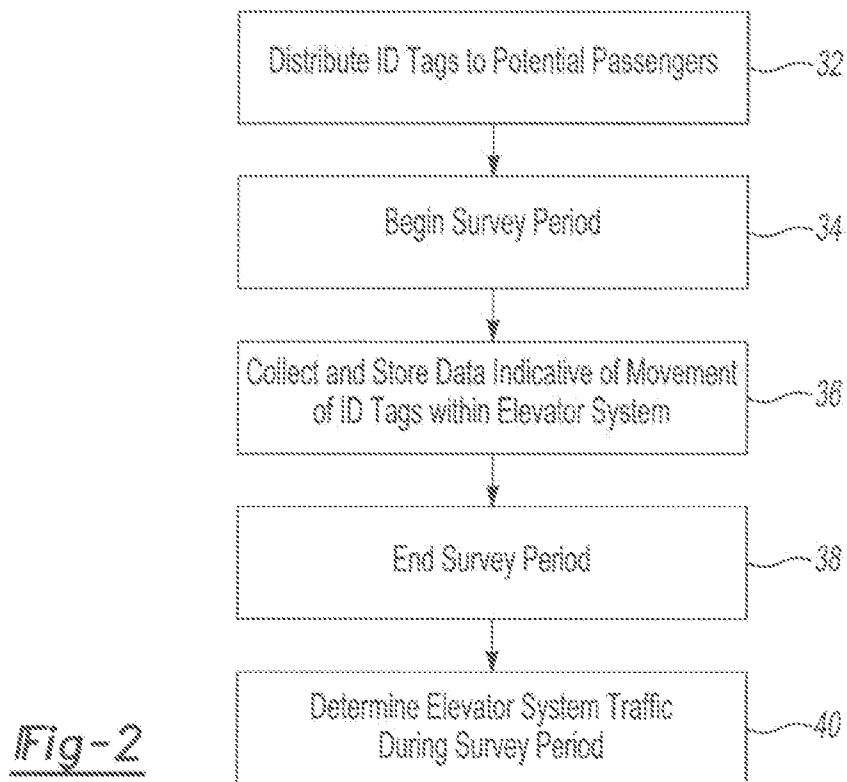 Distribute ID Tags to Potential Passengers
32
Begin Survey Period
34
Collect and Store Data Indicative of Movement
of ID Tags within Elevator System
36
End Survey Period
38
Determine Elevator System Traffic
During Survey Period
40
Fig-2